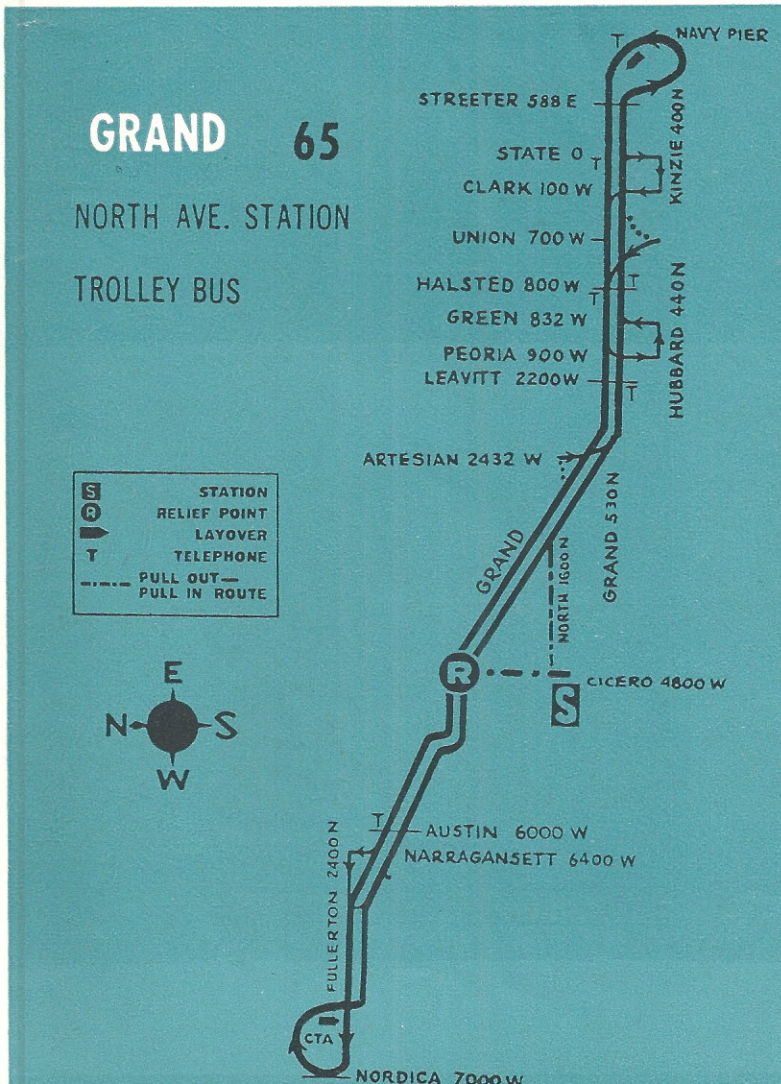 NAVY PIER
T
STREETER 588 E
KINZIE 400 N
GRAND 65
STATE 0
T
CLARK 100 W
NORTH AVE. STATION
UNION 700 W
TROLLEY BUS
HALSTED 800 W
T
T
GREEN 832 W
HUBBARD 440 N
PEORIA 900 W
LEAVITT 2200 W
T
ARTESIAN 2432 W
S STATION
R RELIEF POINT
LAYOVER
T TELEPHONE
PULL OUT—
PULL IN ROUTE
GRAND
GRAND 530 N
NORTH 1600 N
R
CICERO 4800 W
S
E
N S
W
T
AUSTIN 6000 W
NARRAGANSETT 6400 W
FULLERTON 2400 N
CTA
NORDICA 7000 W